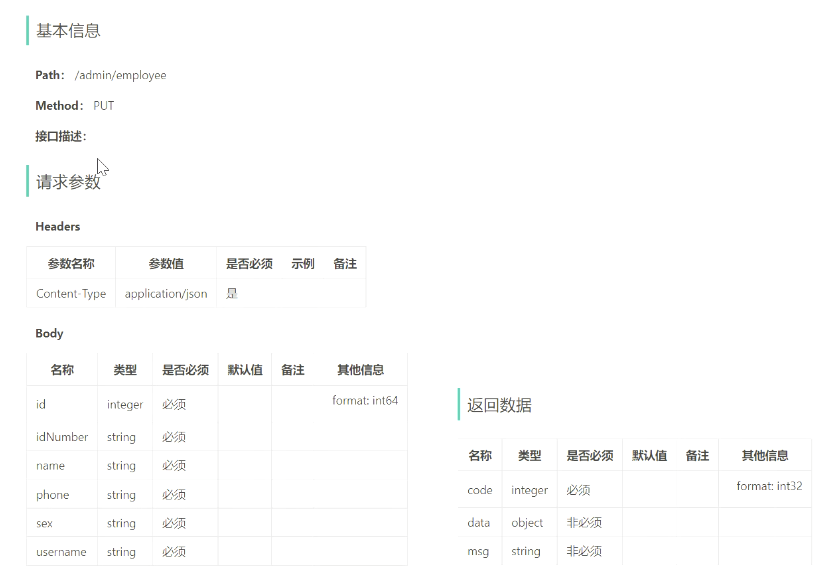 基本信息
Path： /admin/employee
Method： PUT
接口描述：
请求参数
Headers
参数名称 参数值 是否必须 示例 备注
Content-Type application/json 是
Body
名称 类型 是否必须 默认值 备注 其他信息
id integer 必须 format: int64
idNumber string 必须
name string 必须
phone string 必须
sex string 必须
username string 必须
返回数据
名称 类型 是否必须 默认值 备注 其他信息
code integer 必须 format: int32
data object 非必须
msg string 非必须